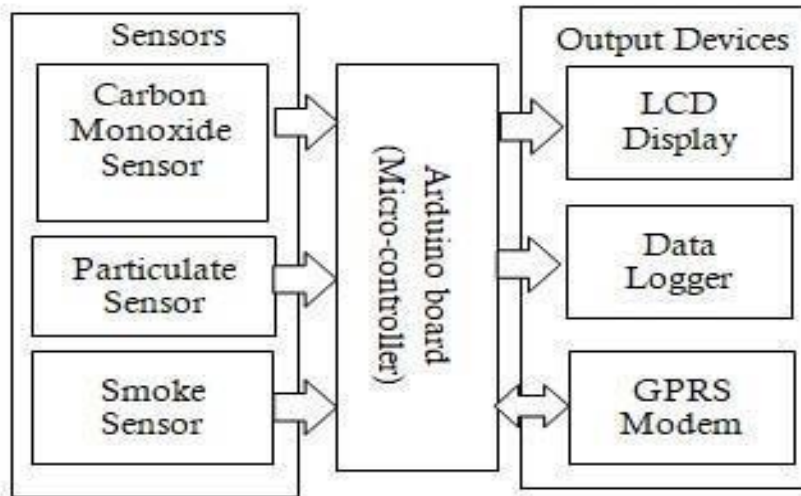 Sensors
Carbon
Monoxide
Sensor
Particulate
Sensor
Smoke
Sensor
Arduino board
(Micro-controller)
Output Devices
LCD
Display
Data
Logger
GPRS
Modem